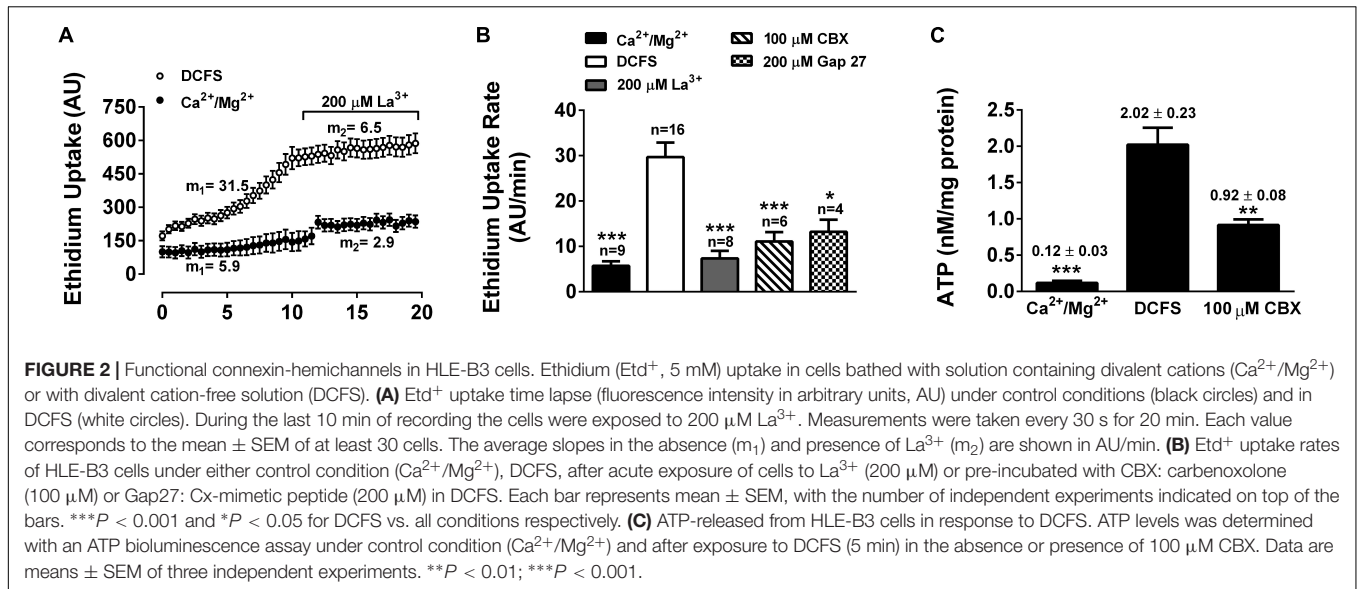 A
DCFS
Ca²⁺/Mg²⁺
Ethidium Uptake (AU)
750
600
450
300
150
0
200 μM La³⁺
m₂= 6.5
m₁= 31.5
m₂= 2.9
m₁= 5.9
0 5 10 15 20
B
Ca²⁺/Mg²⁺
DCFS
200 μM La³⁺
100 μM CBX
200 μM Gap 27
Ethidium Uptake Rate
(AU/min)
40
30
20
10
0
***
n=9
n=16
***
n=8
***
n=6
*
n=4
C
ATP (nM/mg protein)
2.5
2.0
1.5
1.0
0.5
0.0
0.12 ± 0.03
***
2.02 ± 0.23
0.92 ± 0.08
**
Ca²⁺/Mg²⁺ DCFS 100 μM CBX
FIGURE 2 | Functional connexin-hemichannels in HLE-B3 cells. Ethidium (Etd⁺, 5 mM) uptake in cells bathed with solution containing divalent cations (Ca²⁺/Mg²⁺)
or with divalent cation-free solution (DCFS). (A) Etd⁺ uptake time lapse (fluorescence intensity in arbitrary units, AU) under control conditions (black circles) and in
DCFS (white circles). During the last 10 min of recording the cells were exposed to 200 μM La³⁺. Measurements were taken every 30 s for 20 min. Each value
corresponds to the mean ± SEM of at least 30 cells. The average slopes in the absence (m₁) and presence of La³⁺ (m₂) are shown in AU/min. (B) Etd⁺ uptake rates
of HLE-B3 cells under either control condition (Ca²⁺/Mg²⁺), DCFS, after acute exposure of cells to La³⁺ (200 μM) or pre-incubated with CBX: carbenoxolone
(100 μM) or Gap27: Cx-mimetic peptide (200 μM) in DCFS. Each bar represents mean ± SEM, with the number of independent experiments indicated on top of the
bars. ***P < 0.001 and *P < 0.05 for DCFS vs. all conditions respectively. (C) ATP-released from HLE-B3 cells in response to DCFS. ATP levels was determined
with an ATP bioluminescence assay under control condition (Ca²⁺/Mg²⁺) and after exposure to DCFS (5 min) in the absence or presence of 100 μM CBX. Data are
means ± SEM of three independent experiments. **P < 0.01; ***P < 0.001.